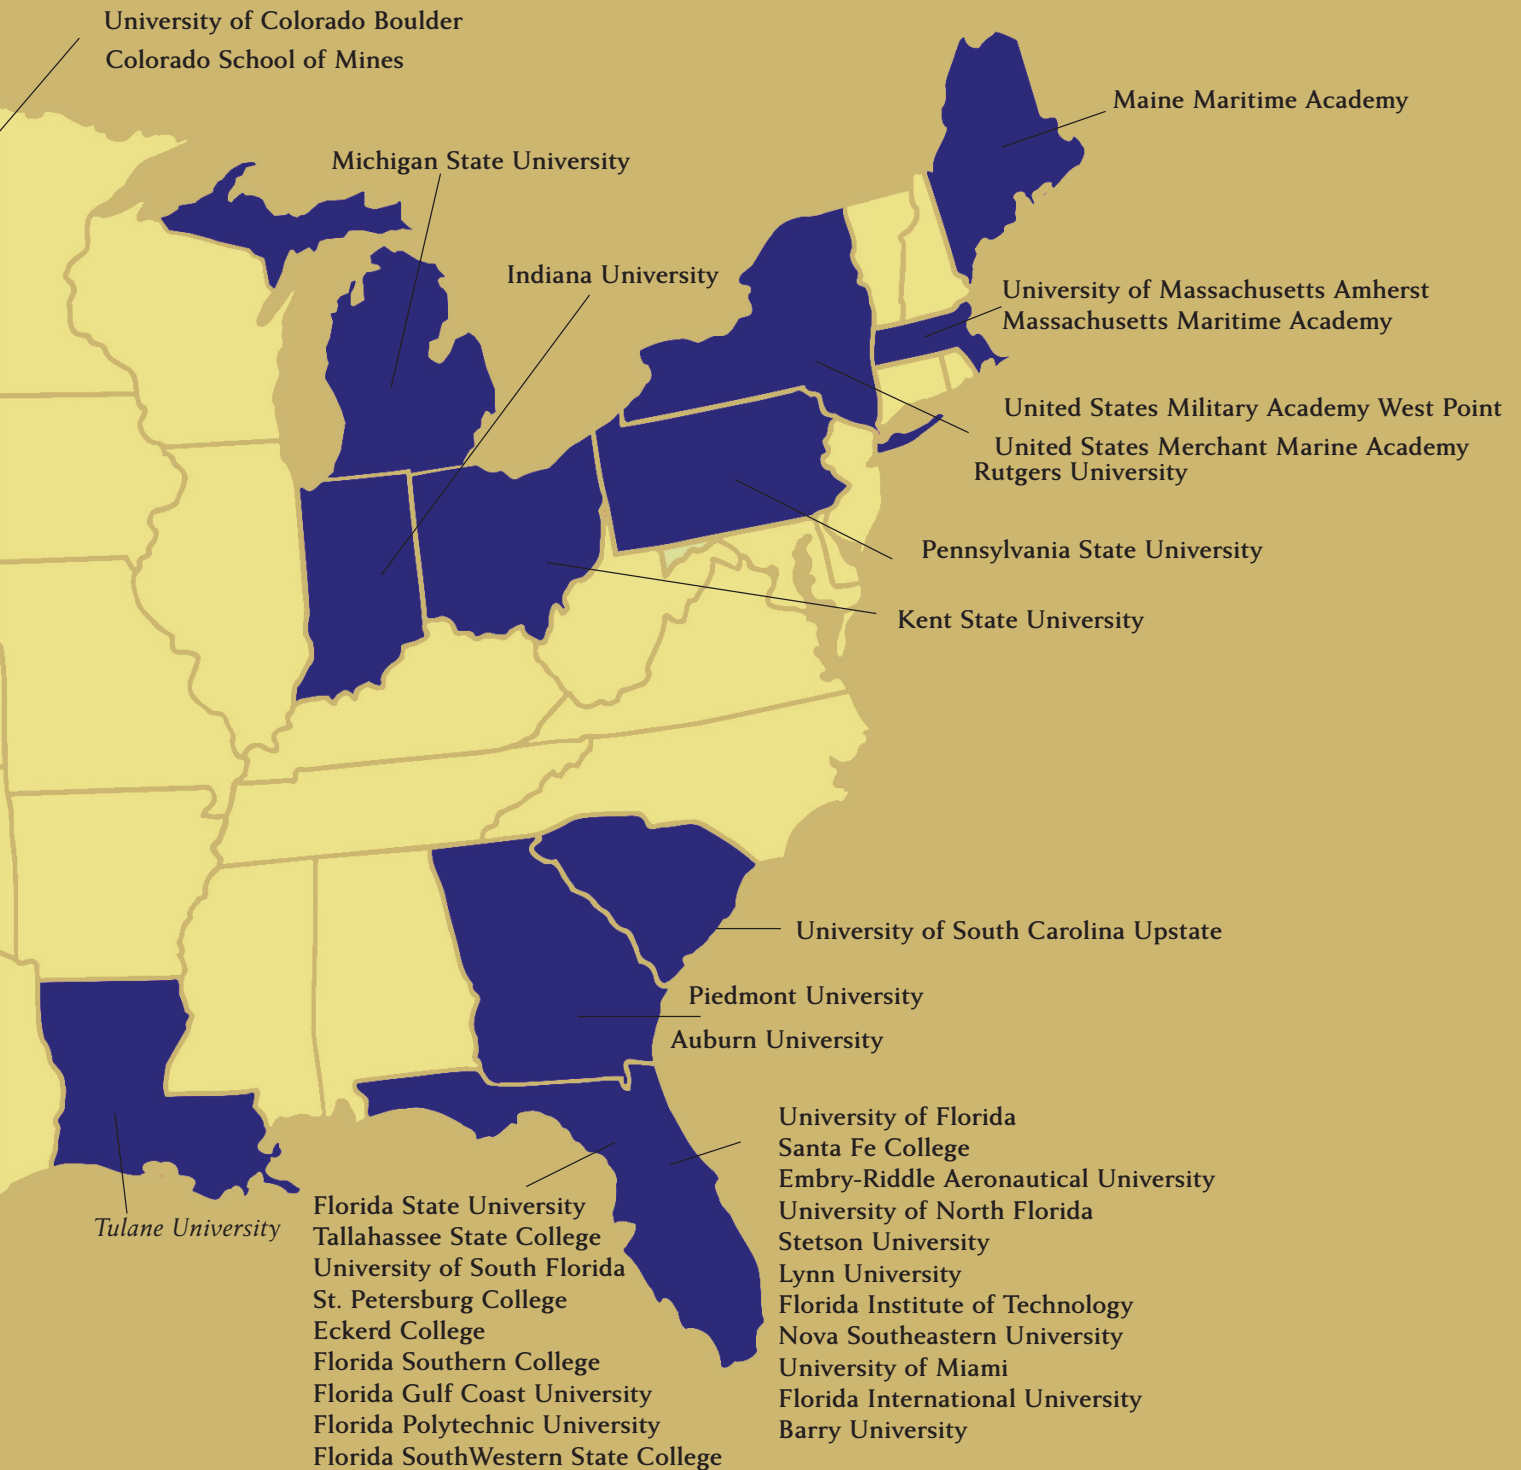 University of Colorado Boulder
Colorado School of Mines
Maine Maritime Academy
Michigan State University
Indiana University
University of Massachusetts Amherst
Massachusetts Maritime Academy
United States Military Academy West Point
United States Merchant Marine Academy
Rutgers University
Pennsylvania State University
Kent State University
University of South Carolina Upstate
Piedmont University
Auburn University
Tulane University
Florida State University
Tallahassee State College
University of South Florida
St. Petersburg College
Eckerd College
Florida Southern College
Florida Gulf Coast University
Florida Polytechnic University
Florida SouthWestern State College
University of Florida
Santa Fe College
Embry-Riddle Aeronautical University
University of North Florida
Stetson University
Lynn University
Florida Institute of Technology
Nova Southeastern University
University of Miami
Florida International University
Barry University